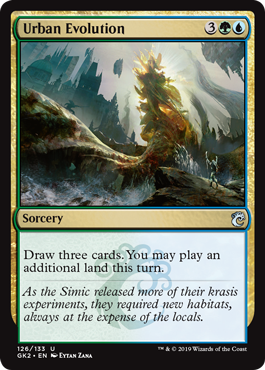 Urban Evolution 3
Sorcery
Draw three cards. You may play an
additional land this turn.
As the Simic released more of their krasis
experiments, they required new habitats,
always at the expense of the locals.
126/133 U
GK2 • EN Eytan Zana
™ & © 2019 Wizards of the Coast